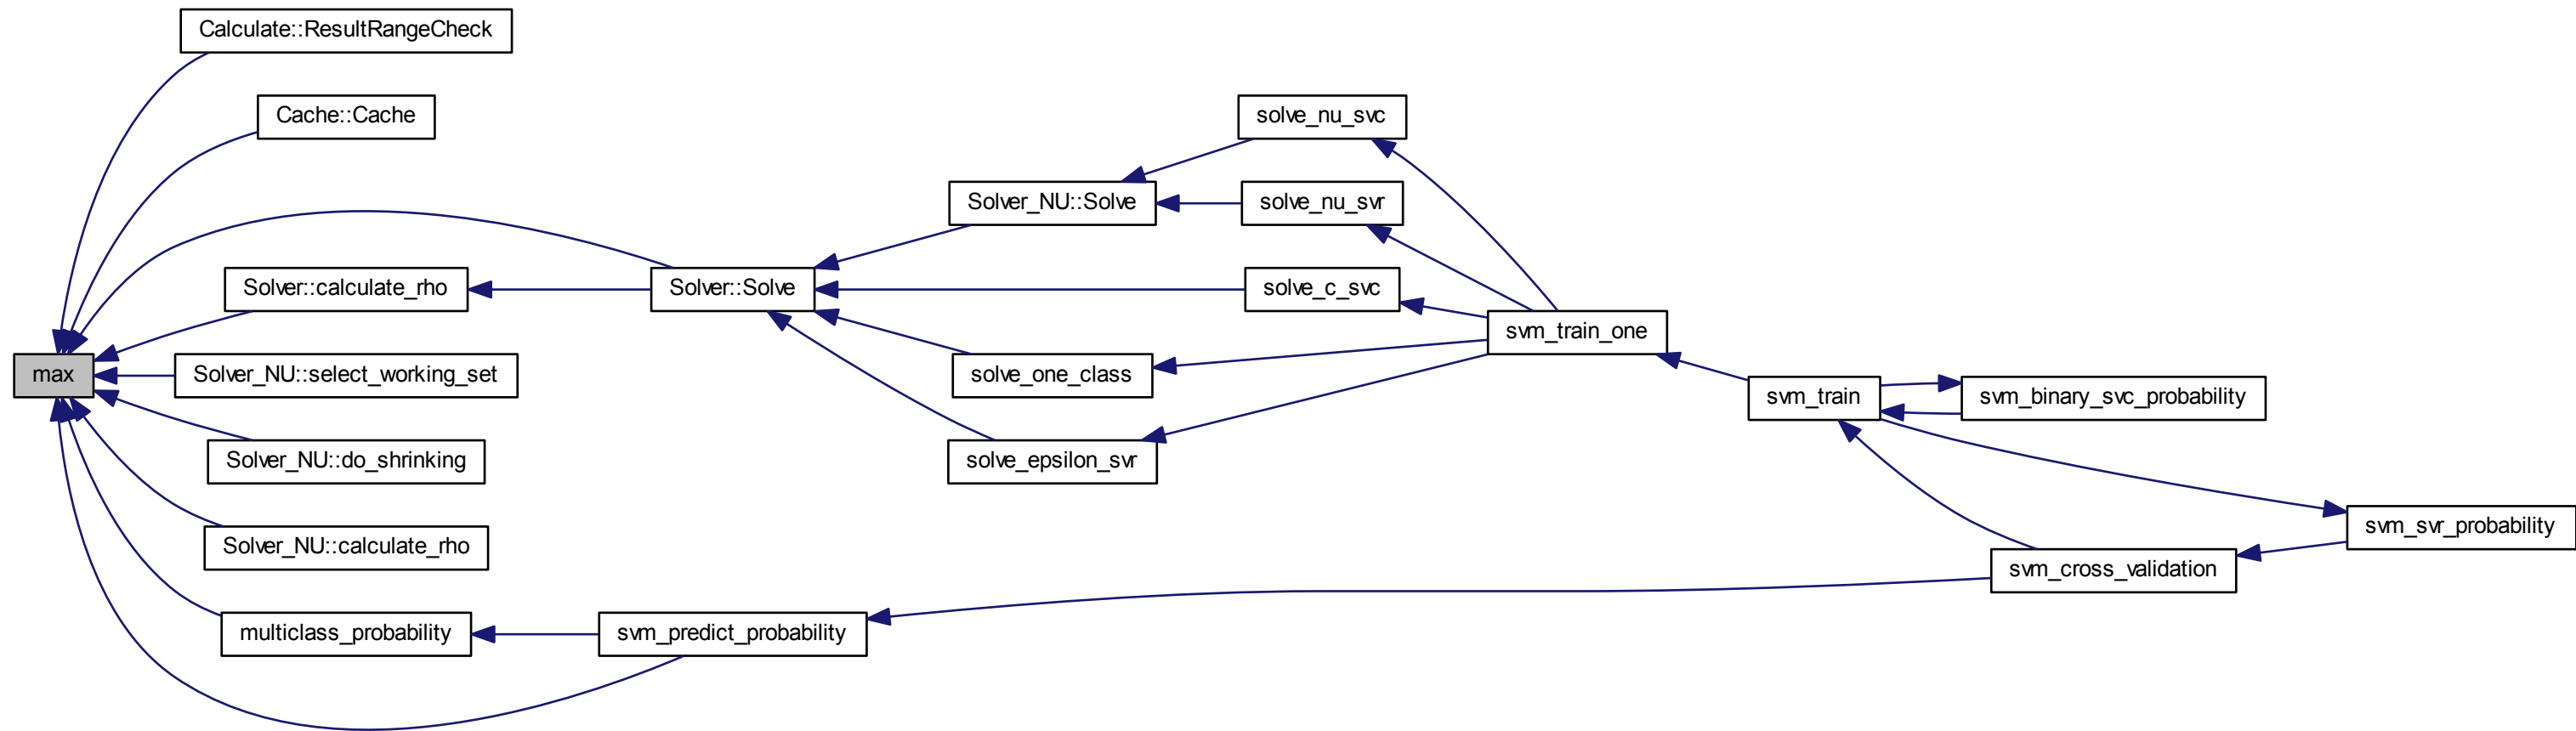 Calculate::ResultRangeCheck
Cache::Cache
solve_nu_svc
Solver_NU::Solve
solve_nu_svr
Solver::calculate_rho
Solver::Solve
solve_c_svc
svm_train_one
max
Solver_NU::select_working_set
solve_one_class
svm_train
svm_binary_svc_probability
Solver_NU::do_shrinking
solve_epsilon_svr
svm_svr_probability
Solver_NU::calculate_rho
svm_cross_validation
multiclass_probability
svm_predict_probability